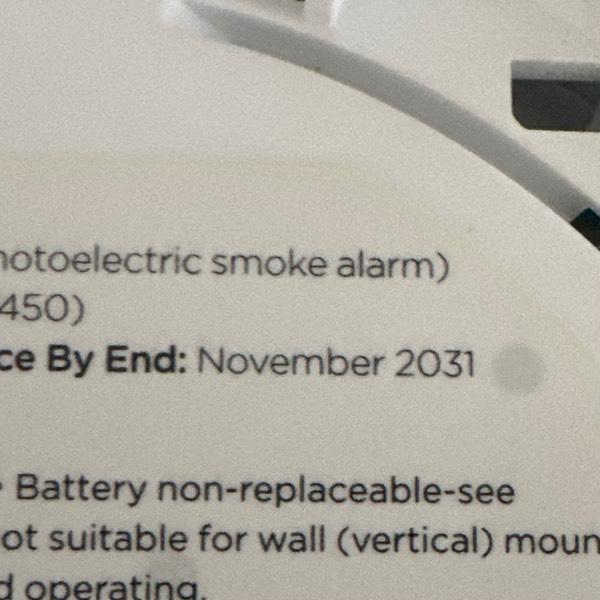 hotoelectric smoke alarm)
450)
ce By End: November 2031
• Battery non-replaceable-see
ot suitable for wall (vertical) moun
d operating.